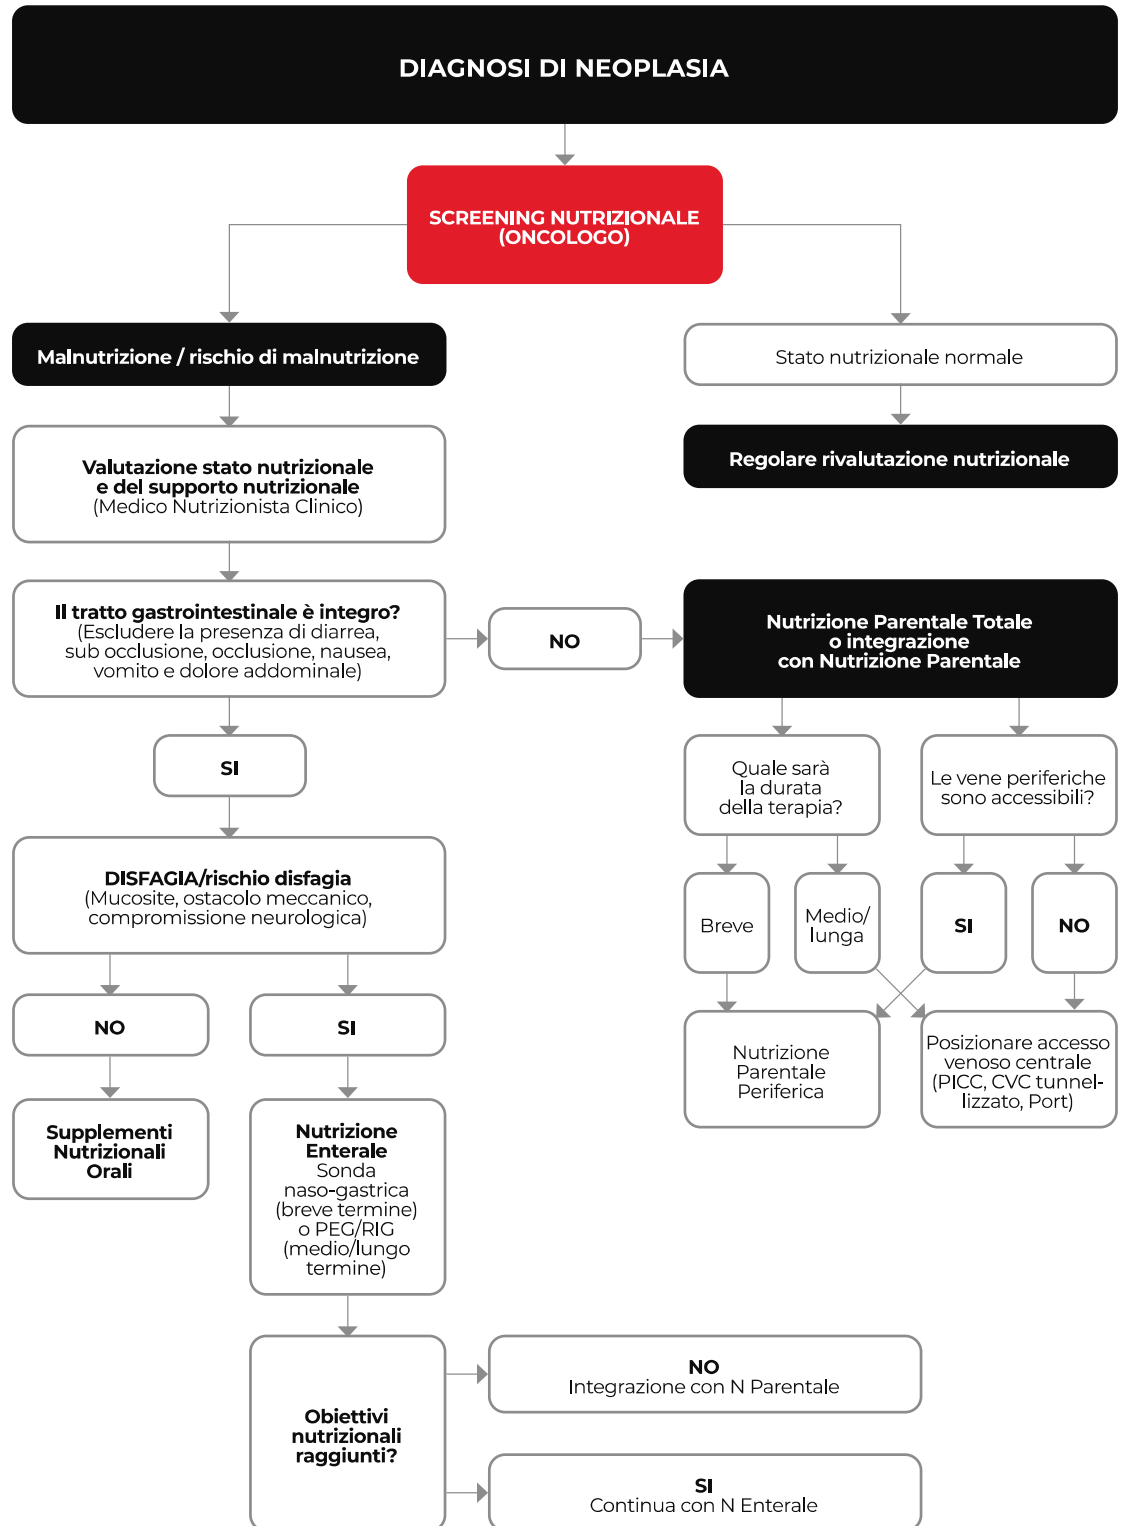 DIAGNOSI DI NEOPLASIA
SCREENING NUTRIZIONALE
(ONCOLOGO)
Malnutrizione / rischio di malnutrizione
Stato nutrizionale normale
Valutazione stato nutrizionale
e del supporto nutrizionale
(Medico Nutrizionista Clinico)
Regolare rivalutazione nutrizionale
Il tratto gastrointestinale è integro?
(Escludere la presenza di diarrea,
sub occlusione, occlusione, nausea,
vomito e dolore addominale)
NO
Nutrizione Parentale Totale
o integrazione
con Nutrizione Parentale
SI
Quale sarà
la durata
della terapia?
Le vene periferiche
sono accessibili?
DISFAGIA/rischio disfagia
(Mucosite, ostacolo meccanico,
compromissione neurologica)
Breve
Medio/
lunga
SI
NO
NO
SI
Nutrizione
Parentale
Periferica
Posizionare accesso
venoso centrale
(PICC, CVC tunnel-
lizzato, Port)
Supplementi
Nutrizionali
Orali
Nutrizione
Enterale
Sonda
naso-gastrica
(breve termine)
o PEG/RIG
(medio/lungo
termine)
Obiettivi
nutrizionali
raggiunti?
NO
Integrazione con N Parentale
SI
Continua con N Enterale